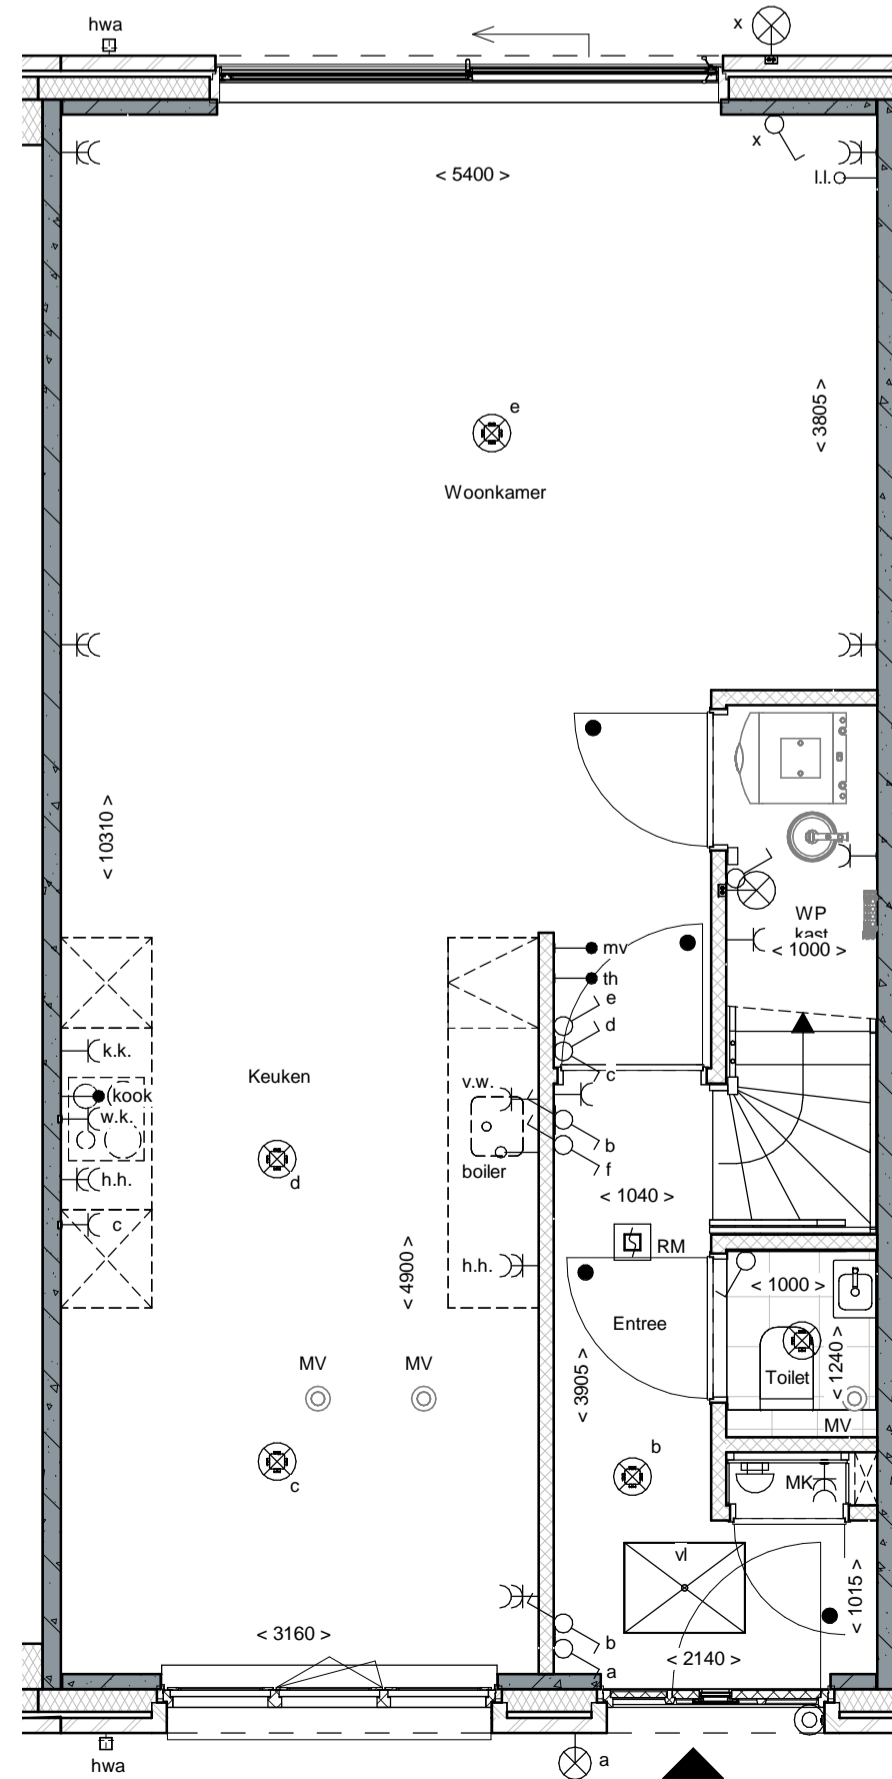 hwa
x
x
l.l.
< 5400 >
< 3805 >
e
Woonkamer
< 10310 >
WP
kast
< 1000 >
mv
th
e
d
c
k.k.
kook
w.k.
h.h.
c
Keuken
d
v.w.
boiler
h.h.
b
f
< 1040 >
RM
< 4900 >
Entree
< 3905 >
< 1000 >
< 1240 >
Toilet
MV
MV
MV
c
b
MK
vl
< 1015 >
b
a
< 3160 >
< 2140 >
hwa
a